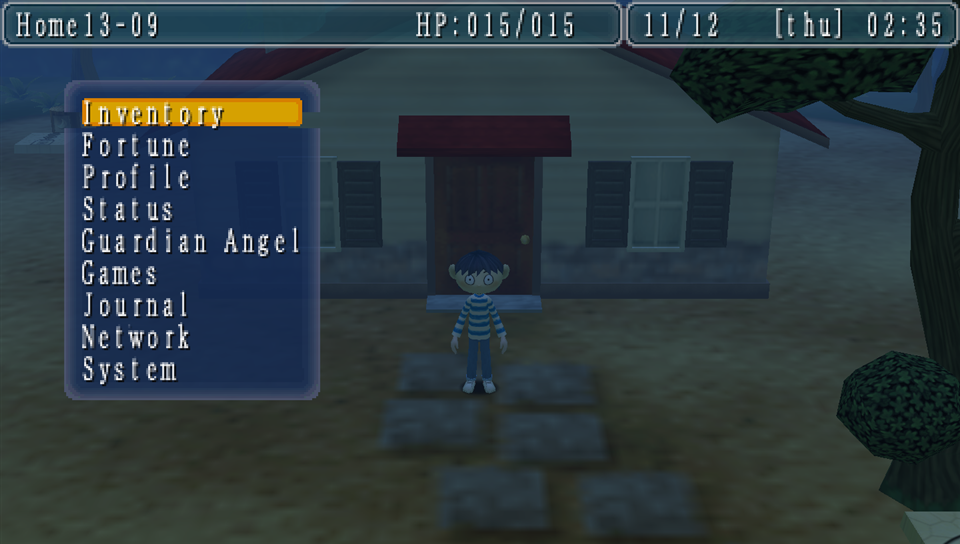 Home13-09 HP:015/015 11/12 [thu] 02:35
Inventory
Fortune
Profile
Status
Guardian Angel
Games
Journal
Network
System